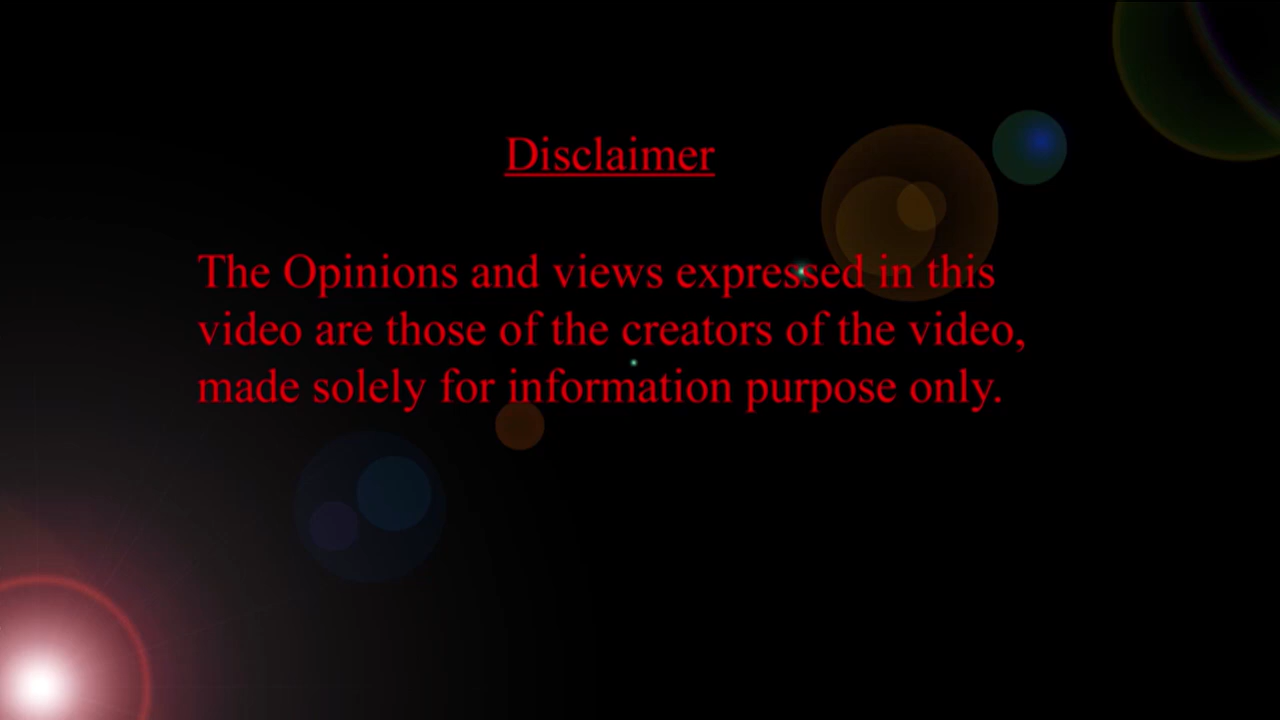 Disclaimer
The Opinions and views expressed in this
video are those of the creators of the video,
made solely for information purpose only.